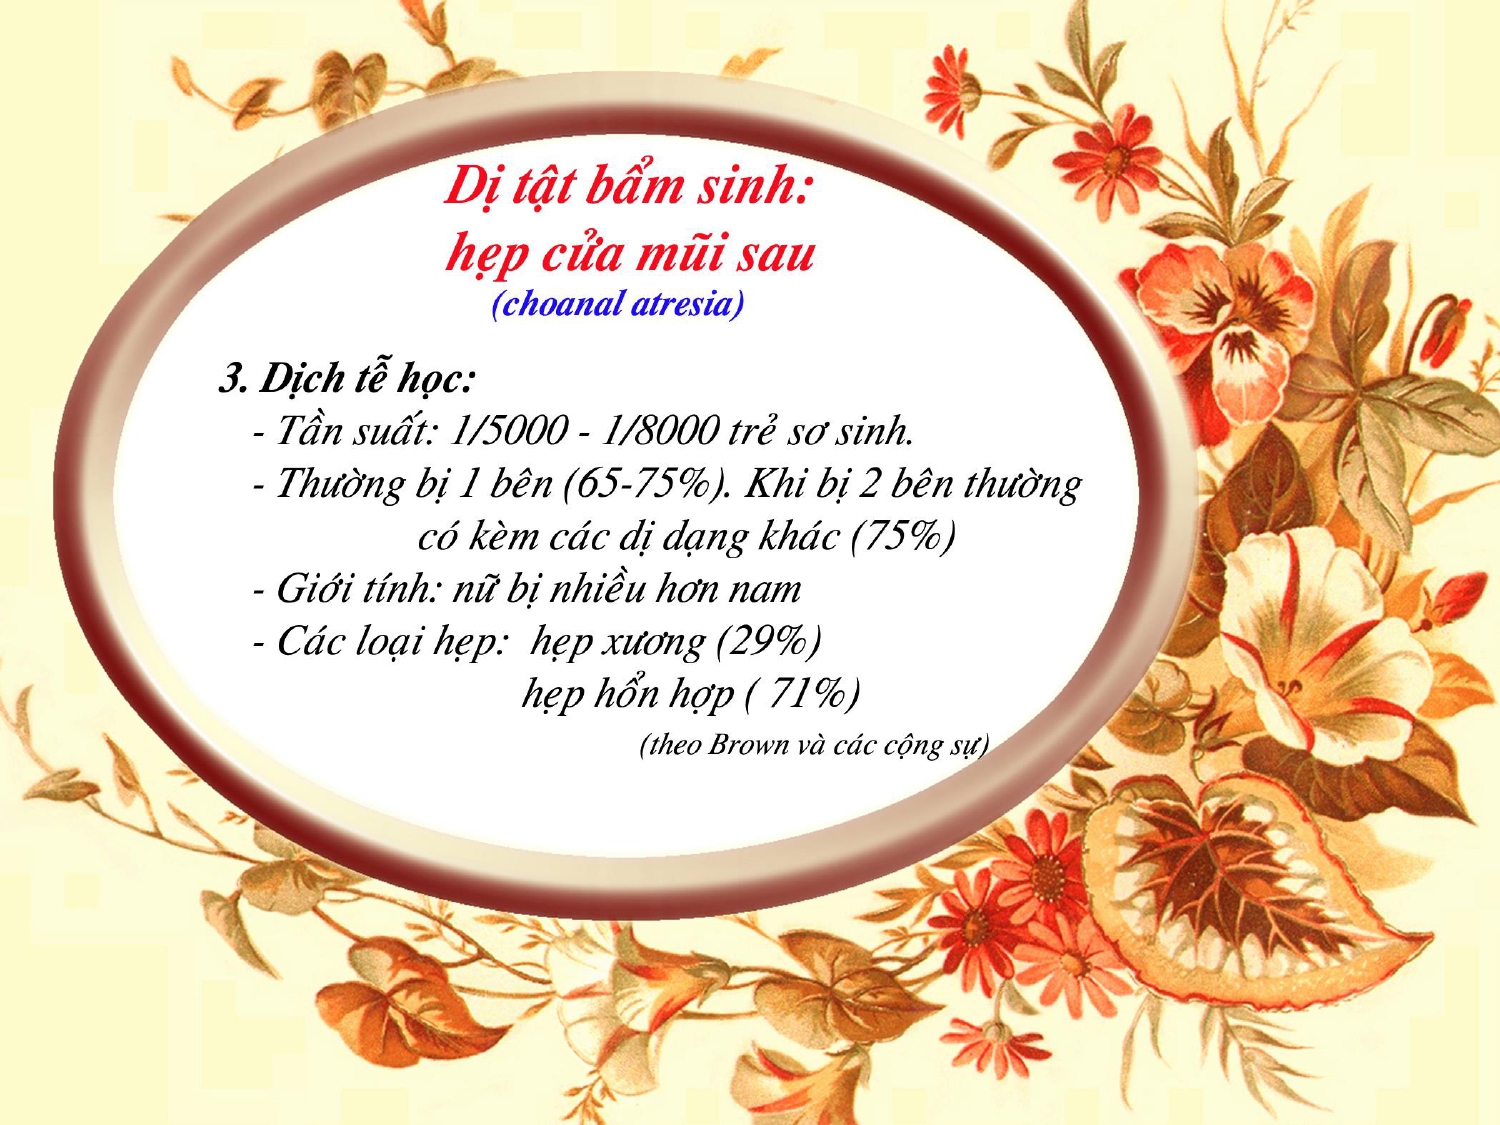 Dị tật bẩm sinh:
hẹp cửa mũi sau
(choanal atresia)
3. Dịch tễ học:
- Tần suất: 1/5000 - 1/8000 trẻ sơ sinh.
- Thường bị 1 bên (65-75%). Khi bị 2 bên thường
có kèm các dị dạng khác (75%)
- Giới tính: nữ bị nhiều hơn nam
- Các loại hẹp:  hẹp xương (29%)
hẹp hổn hợp ( 71%)
(theo Brown và các cộng sự)